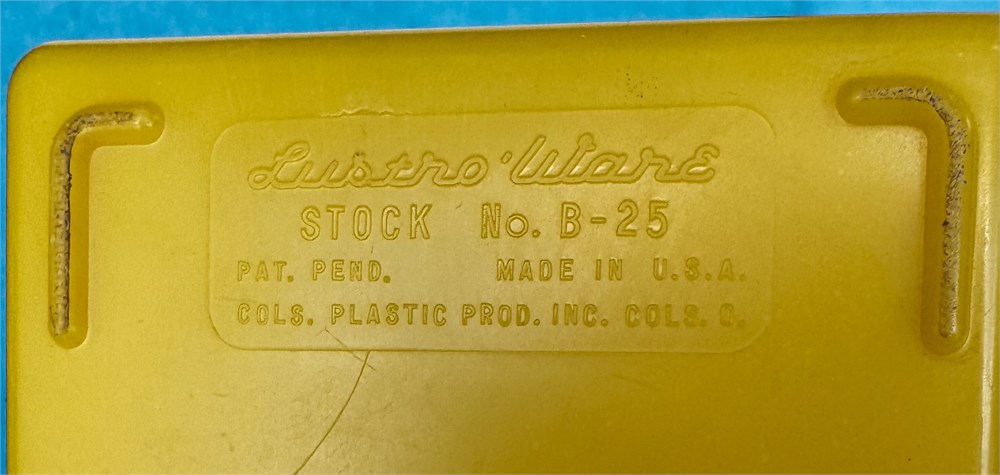 Lustro-Ware
STOCK No. B-25
PAT. PEND. MADE IN U.S.A.
COLS. PLASTIC PROD. INC. COLS. O.